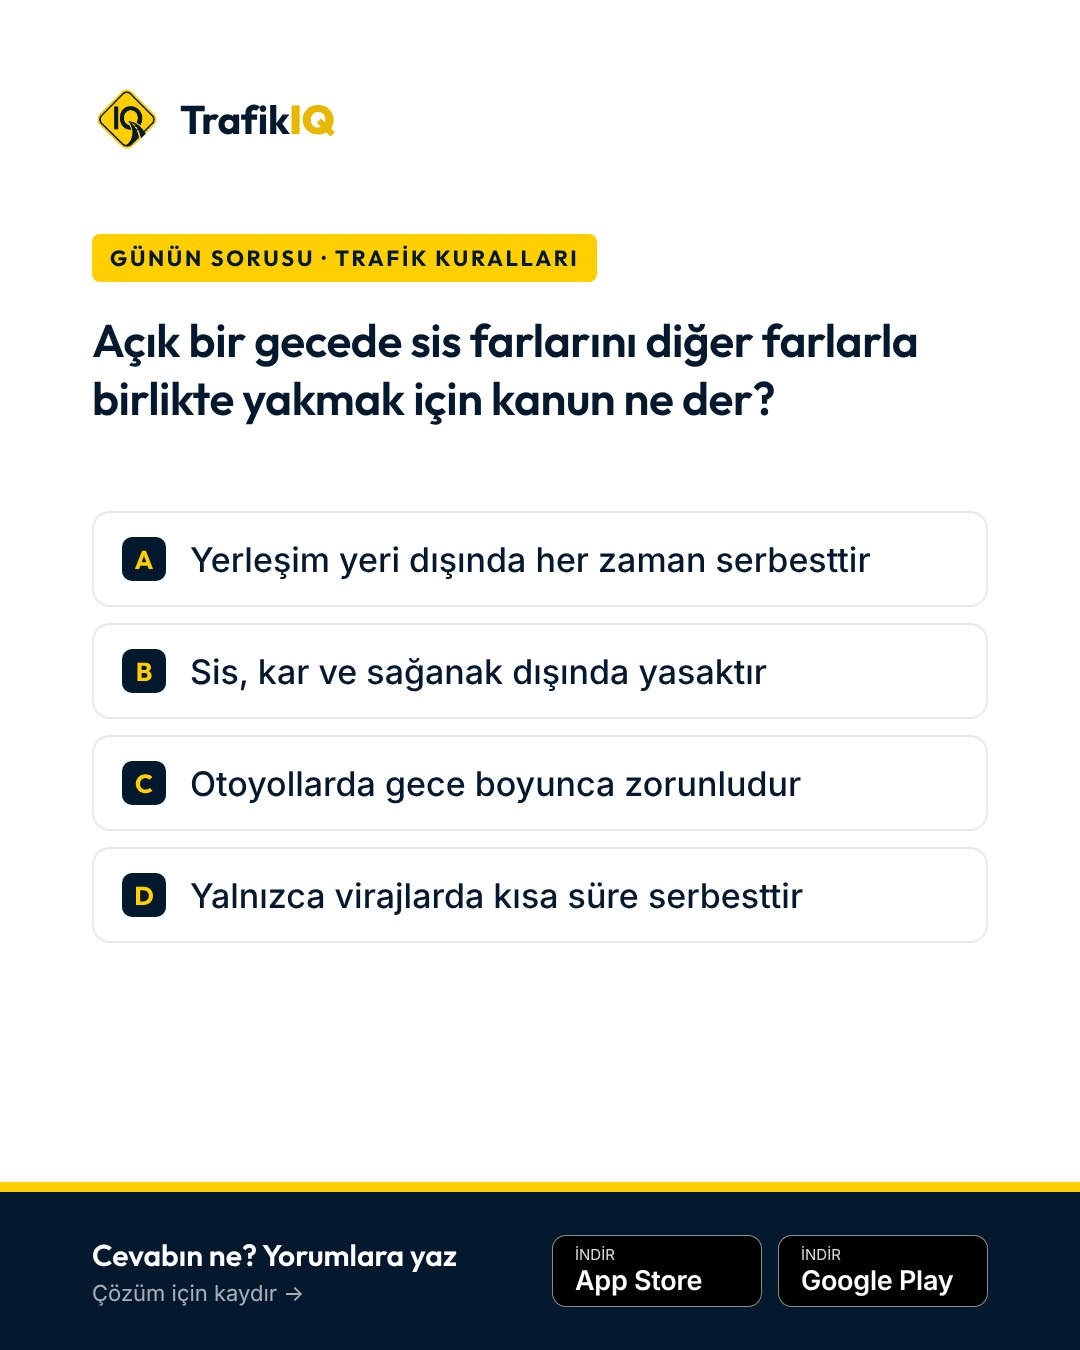 IQ
TrafikIQ
GÜNÜN SORUSU · TRAFİK KURALLARI
Açık bir gecede sis farlarını diğer farlarla
birlikte yakmak için kanun ne der?
A Yerleşim yeri dışında her zaman serbesttir
B Sis, kar ve sağanak dışında yasaktır
C Otoyollarda gece boyunca zorunludur
D Yalnızca virajlarda kısa süre serbesttir
Cevabın ne? Yorumlara yaz
Çözüm için kaydır →
İNDİR
App Store
İNDİR
Google Play